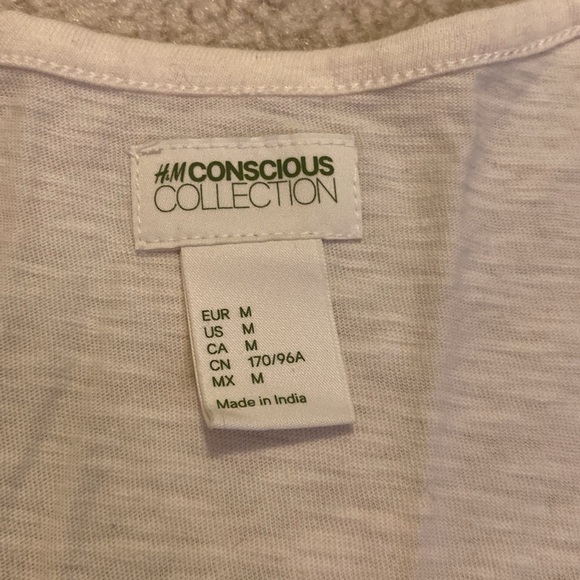 H&M CONSCIOUS
COLLECTION
EUR M
US M
CA M
CN 170/96A
MX M
Made in India